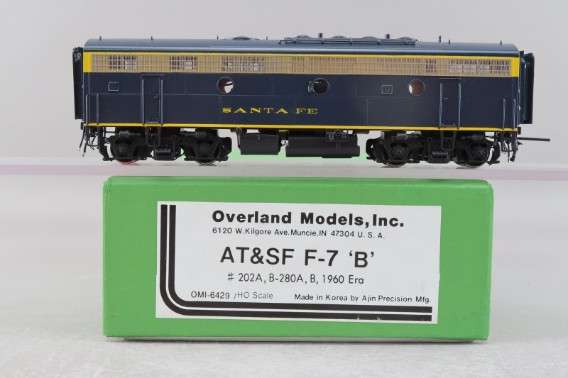 SANTA FE
Overland Models, Inc.
6120 W. Kilgore Ave. Muncie, IN 47304 U. S. A.
AT&SF F-7 'B'
# 202A, B-280A, B, 1960 Era
OMI-6429 /HO Scale Made in Korea by Ajin Precision Mfg.